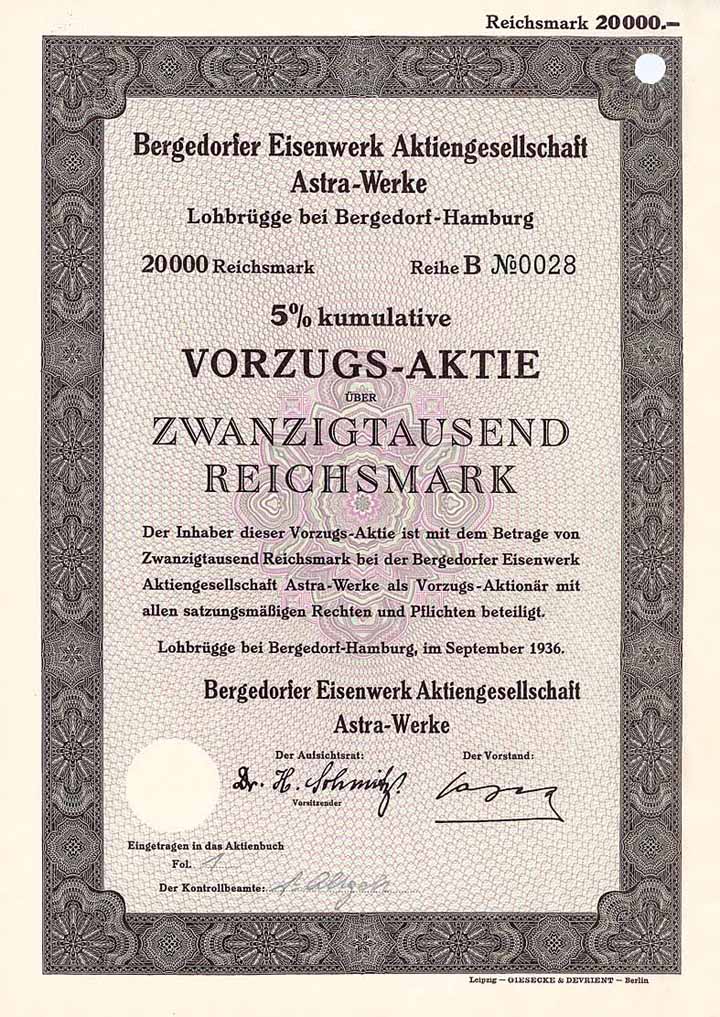 Reichsmark 20000.—
Bergedorfer Eisenwerk Aktiengesellschaft
Astra-Werke
Lohbrügge bei Bergedorf-Hamburg
20000 Reichsmark Reihe B №0028
5% kumulative
VORZUGS-AKTIE
ÜBER
ZWANZIGTAUSEND
REICHSMARK
Der Inhaber dieser Vorzugs-Aktie ist mit dem Betrage von
Zwanzigtausend Reichsmark bei der Bergedorfer Eisenwerk
Aktiengesellschaft Astra-Werke als Vorzugs-Aktionär mit
allen satzungsmäßigen Rechten und Pflichten beteiligt.
Lohbrügge bei Bergedorf-Hamburg, im September 1936.
Bergedorfer Eisenwerk Aktiengesellschaft
Astra-Werke
Der Aufsichtsrat: Der Vorstand:
Dr. H. Schmitz
Vorsitzender
Eingetragen in das Aktienbuch
Fol. 1
Der Kontrollbeamte:
Leipzig — GIESECKE & DEVRIENT — Berlin